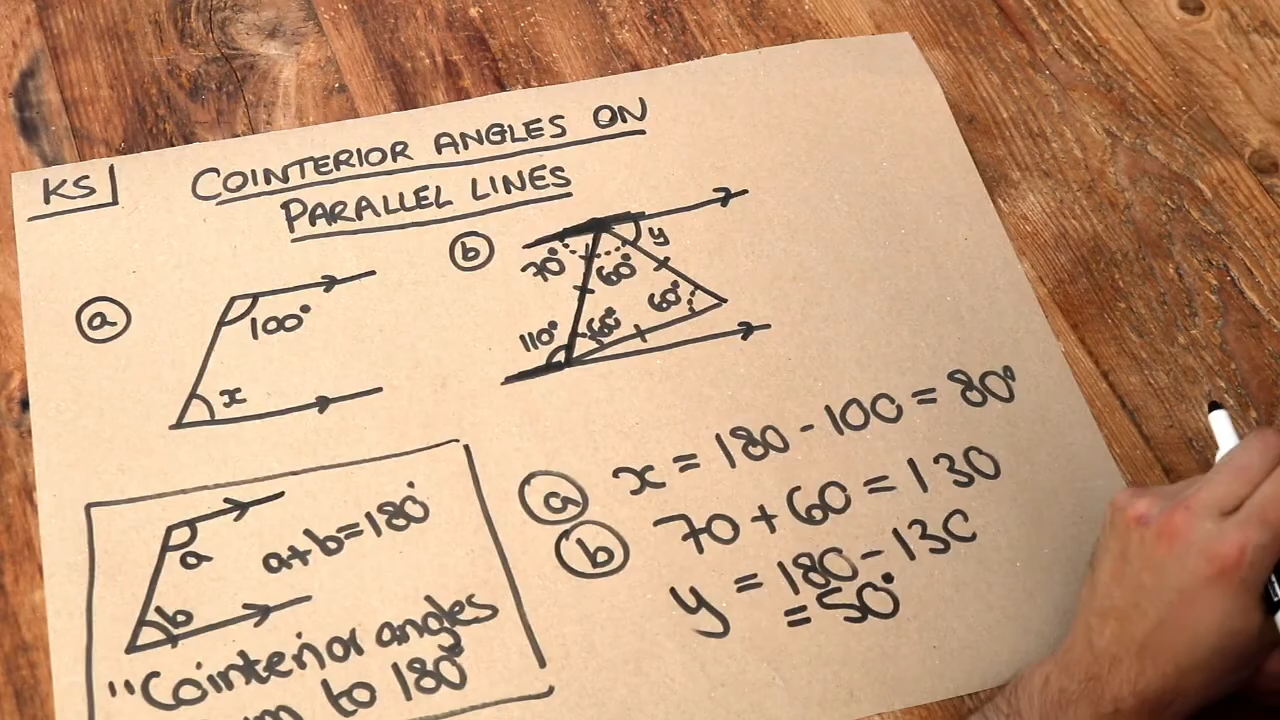 KS
COINTERIOR ANGLES ON
PARALLEL LINES
a
100°
x
b
70°
60°
y
60°
110°
60°
a
b
a+b=180°
"Cointerior angles
to 180°
a x = 180 - 100 = 80°
b 70 + 60 = 130
y = 180 - 130
= 50°